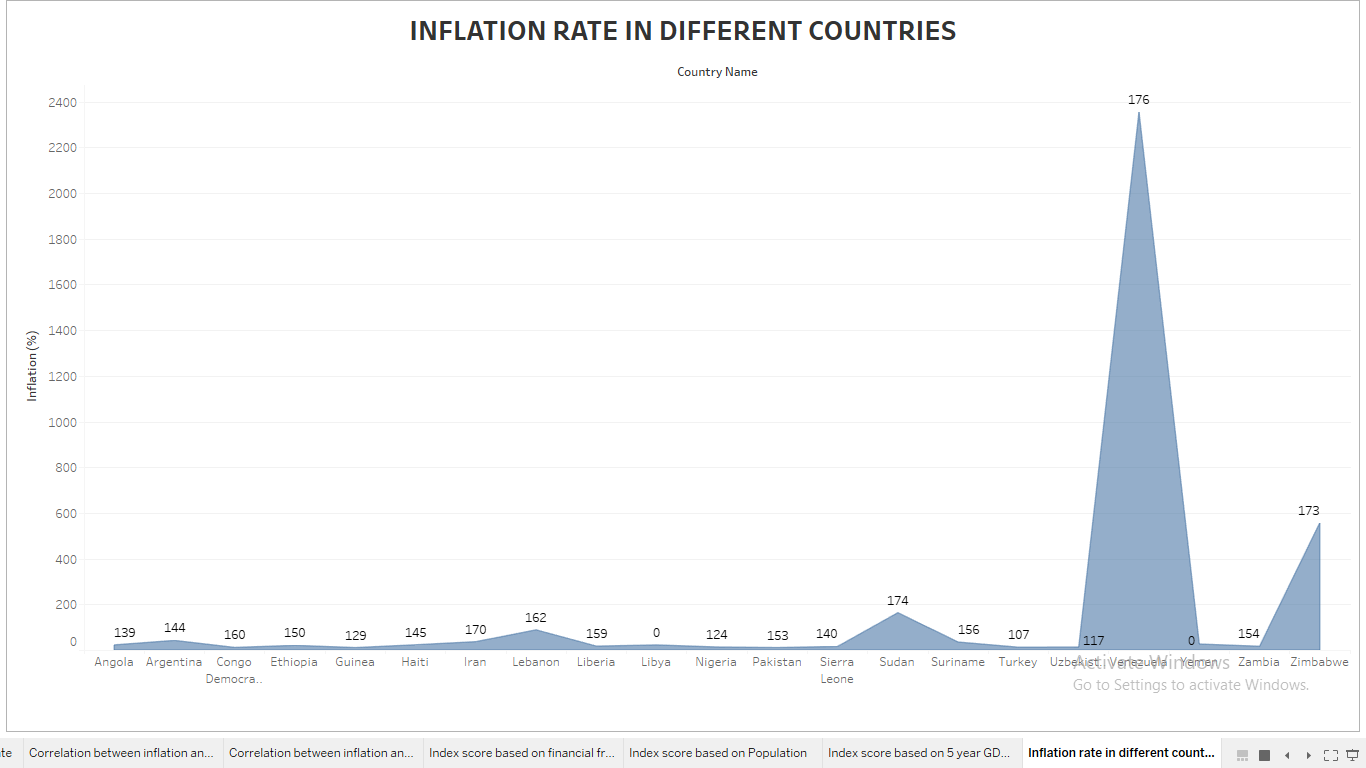 INFLATION RATE IN DIFFERENT COUNTRIES
Country Name
Inflation (%)
2400
2200
2000
1800
1600
1400
1200
1000
800
600
400
200
0
139 144 160 150 129 145 170 162 159 0 124 153 140 174 156 107 117 176 0 154 173
Angola Argentina Congo Democra.. Ethiopia Guinea Haiti Iran Lebanon Liberia Libya Nigeria Pakistan Sierra Leone Sudan Suriname Turkey Uzbekist.. Venezuela Yemen Zambia Zimbabwe
Activate Windows
Go to Settings to activate Windows.
te Correlation between inflation an... Correlation between inflation an... Index score based on financial fr... Index score based on Population Index score based on 5 year GD... Inflation rate in different count...